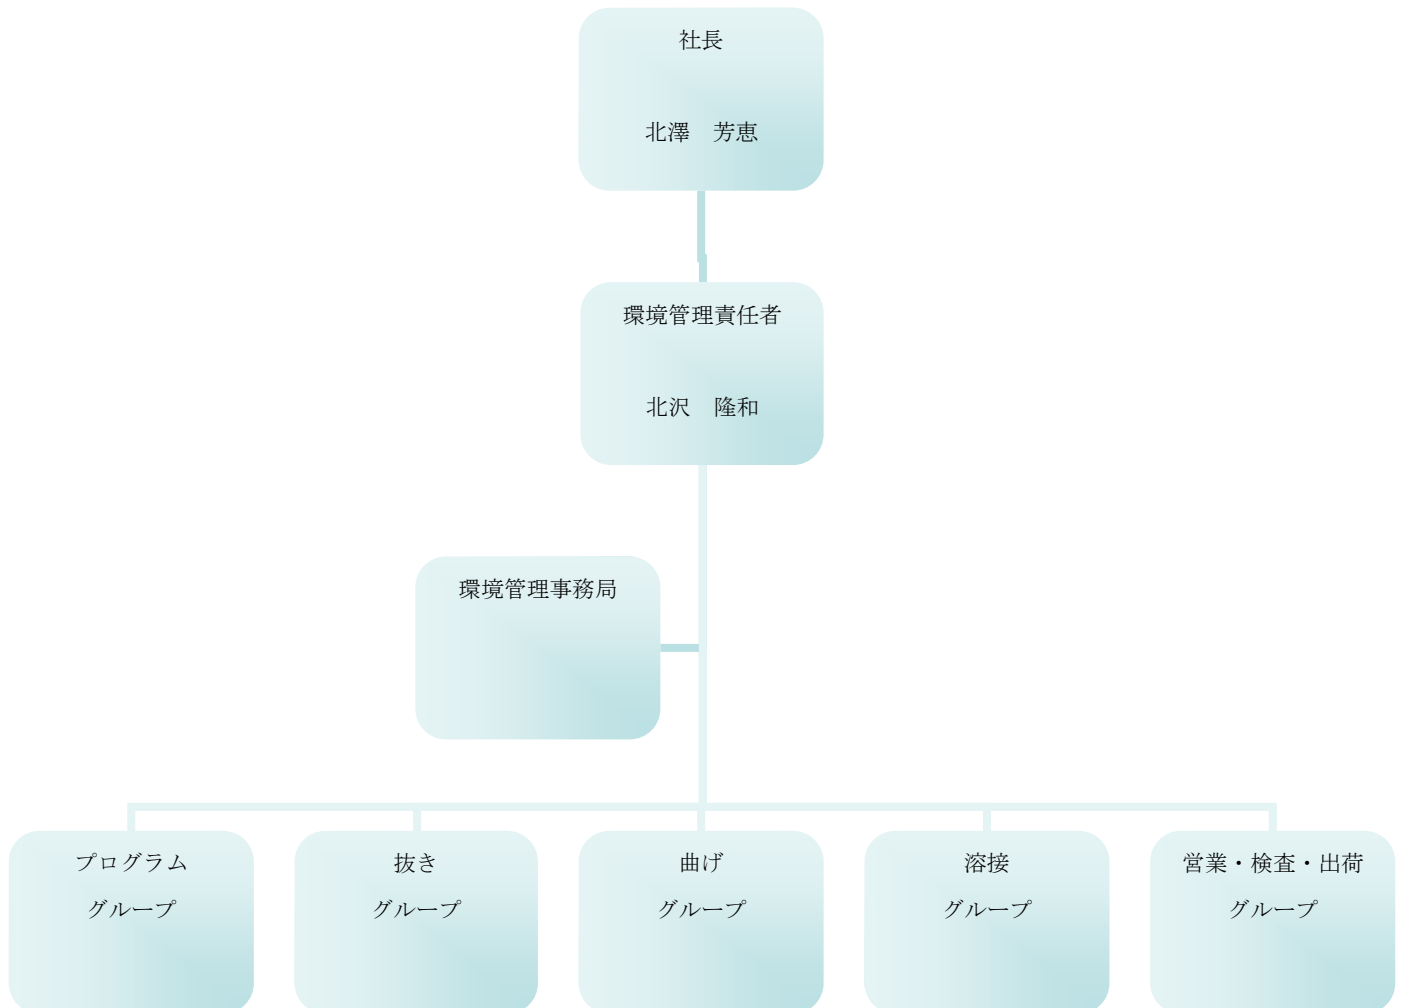 社長
北澤　芳恵
環境管理責任者
北沢　隆和
環境管理事務局
プログラム
グループ
抜き
グループ
曲げ
グループ
溶接
グループ
営業・検査・出荷
グループ